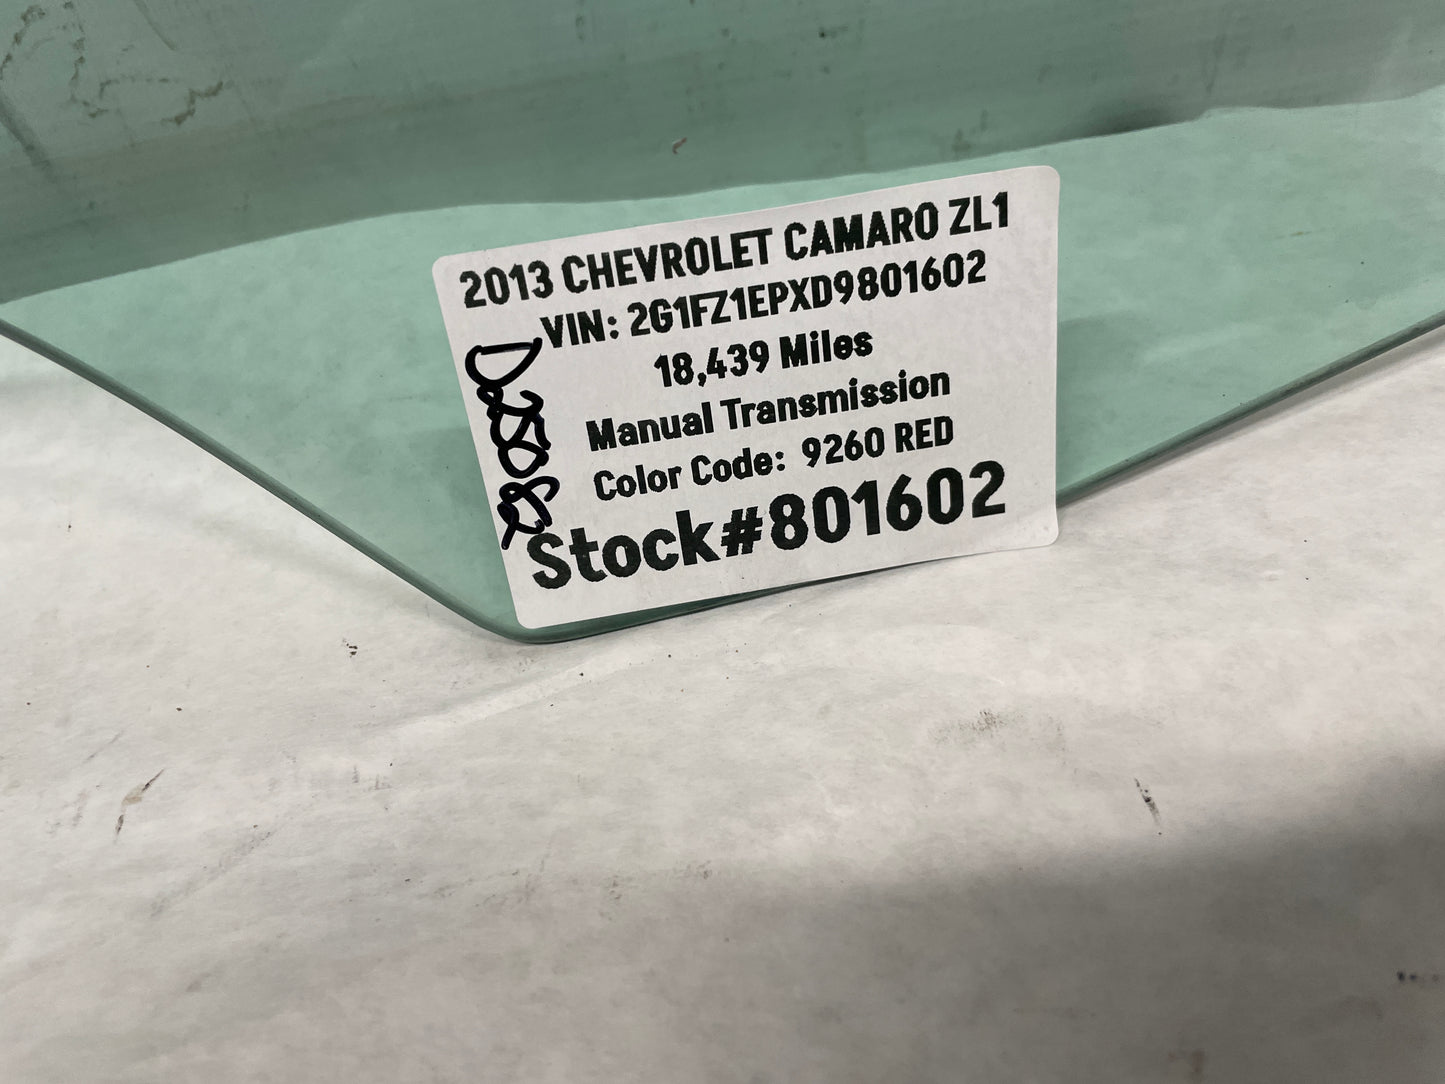 2013 CHEVROLET CAMARO ZL1
VIN: 2G1FZ1EPXD9801602
18,439 Miles
Manual Transmission
Color Code: 9260 RED
Stock#801602